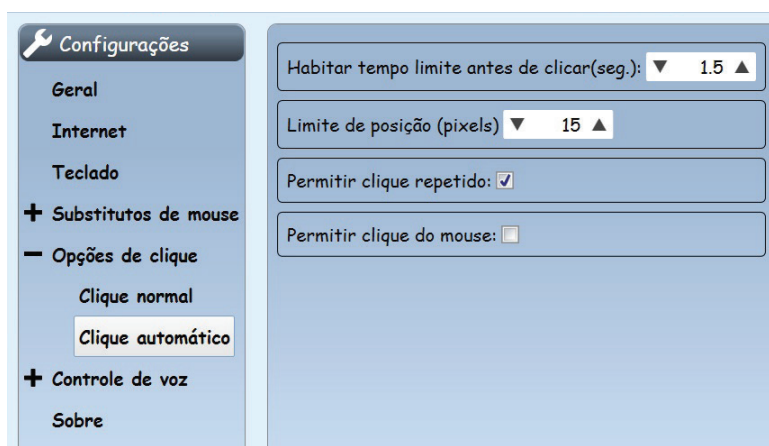 Configurações
Geral
Internet
Teclado
+ Substitutos de mouse
− Opções de clique
Clique normal
Clique automático
+ Controle de voz
Sobre
Habitar tempo limite antes de clicar(seg.): ▼ 1.5 ▲
Limite de posição (pixels) ▼ 15 ▲
Permitir clique repetido:
Permitir clique do mouse: